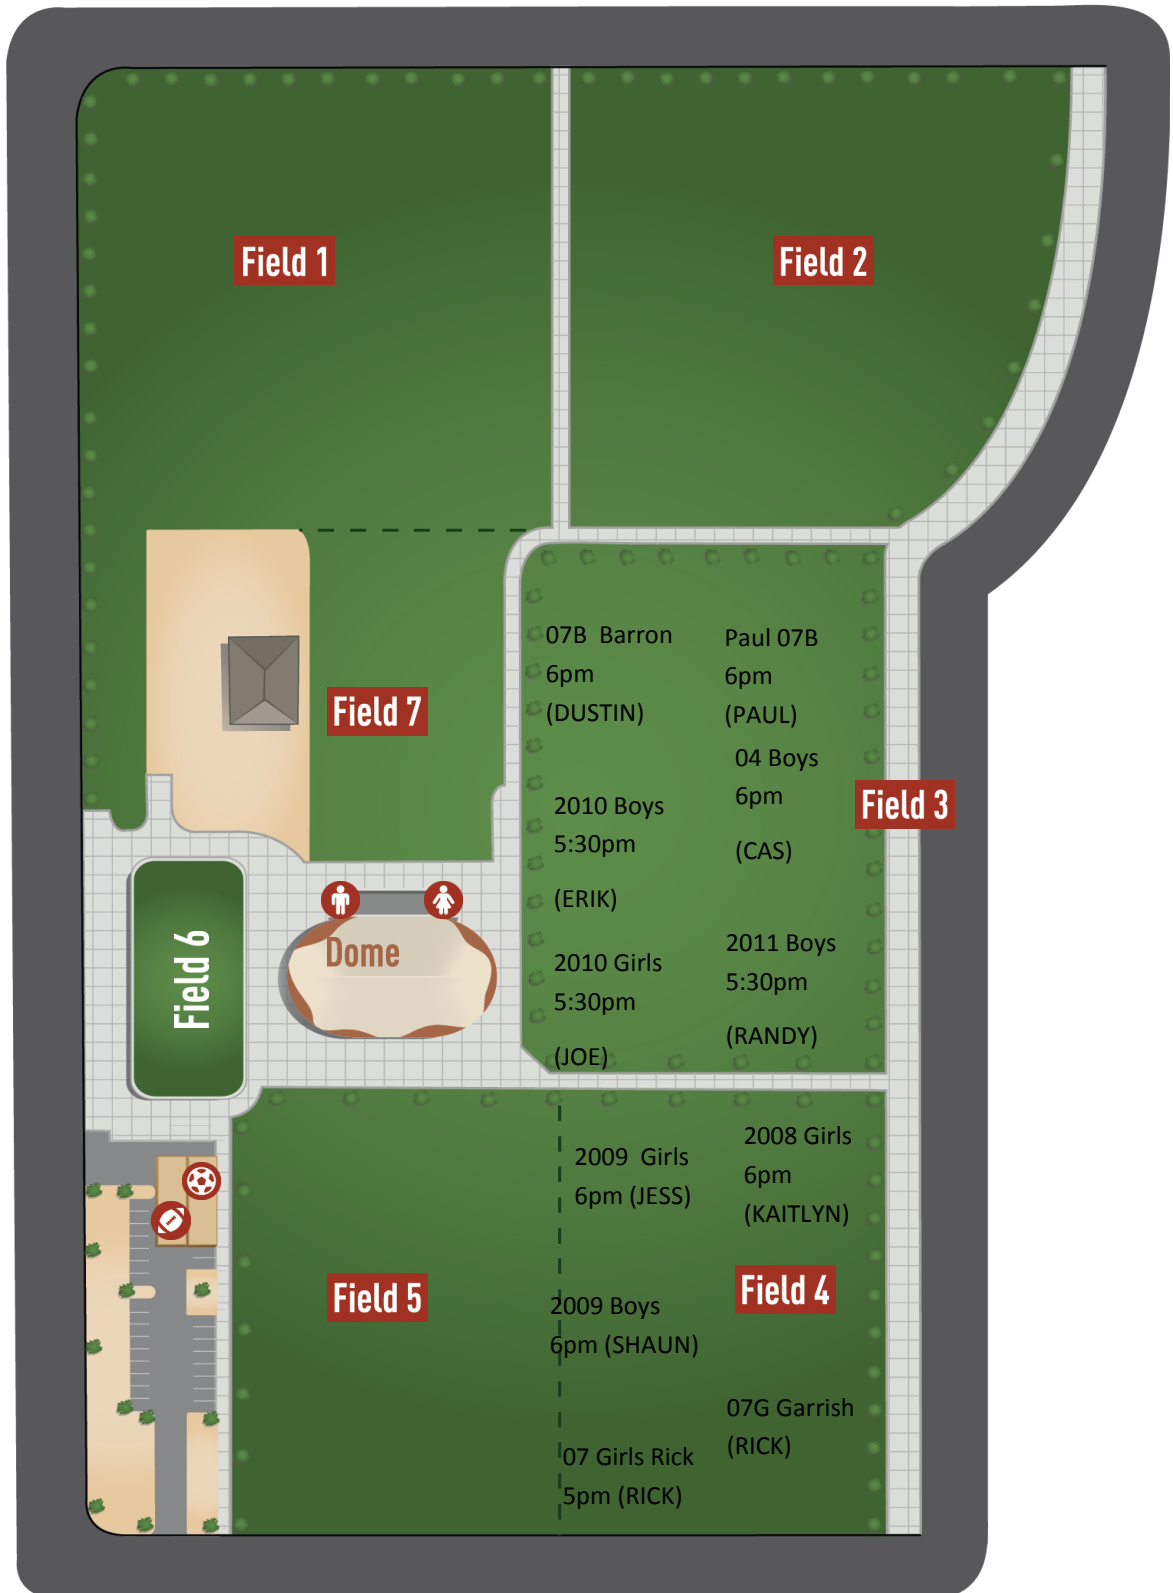 Field 1
Field 2
07B  Barron
6pm
(DUSTIN)
Paul 07B
6pm
(PAUL)
Field 7
04 Boys
6pm
(CAS)
Field 3
2010 Boys
5:30pm
(ERIK)
Field 6
Dome
2010 Girls
5:30pm
(JOE)
2011 Boys
5:30pm
(RANDY)
2009  Girls
6pm (JESS)
2008 Girls
6pm
(KAITLYN)
Field 5
Field 4
2009 Boys
6pm (SHAUN)
07G Garrish
(RICK)
07 Girls Rick
5pm (RICK)